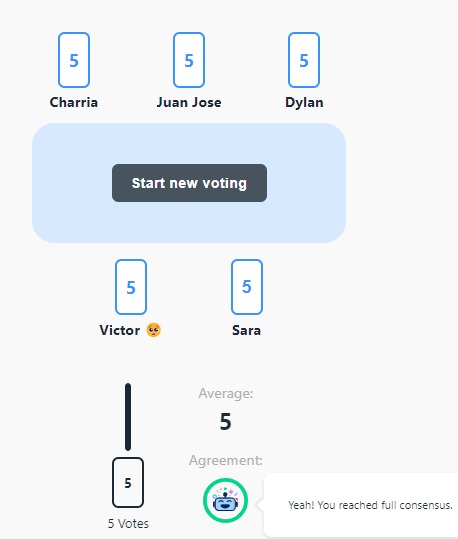 5 5 5
Charria Juan Jose Dylan
Start new voting
5 5
Victor 🥺 Sara
Average:
5
Agreement:
5
Yeah! You reached full consensus.
5 Votes